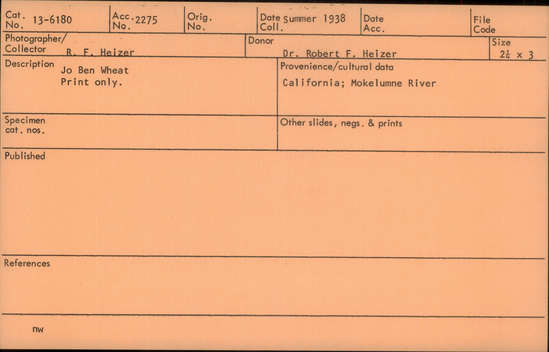 Cat. No. 13-6180 Acc. No. 2275 Orig. No. Date Coll. summer 1938 Date Acc. File Code
Photographer/ Collector R. F. Heizer Donor Dr. Robert F. Heizer Size 2¼ x 3
Description Jo Ben Wheat Provenience/cultural data
Print only. California; Mokelumne River
Specimen cat. nos. Other slides, negs. & prints
Published
References
nw